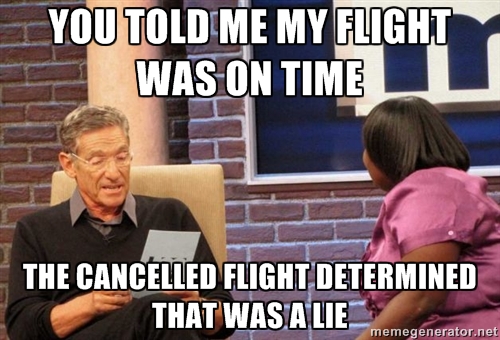 YOU TOLD ME MY FLIGHT
WAS ON TIME
THE CANCELLED FLIGHT DETERMINED
THAT WAS A LIE
memegenerator.net